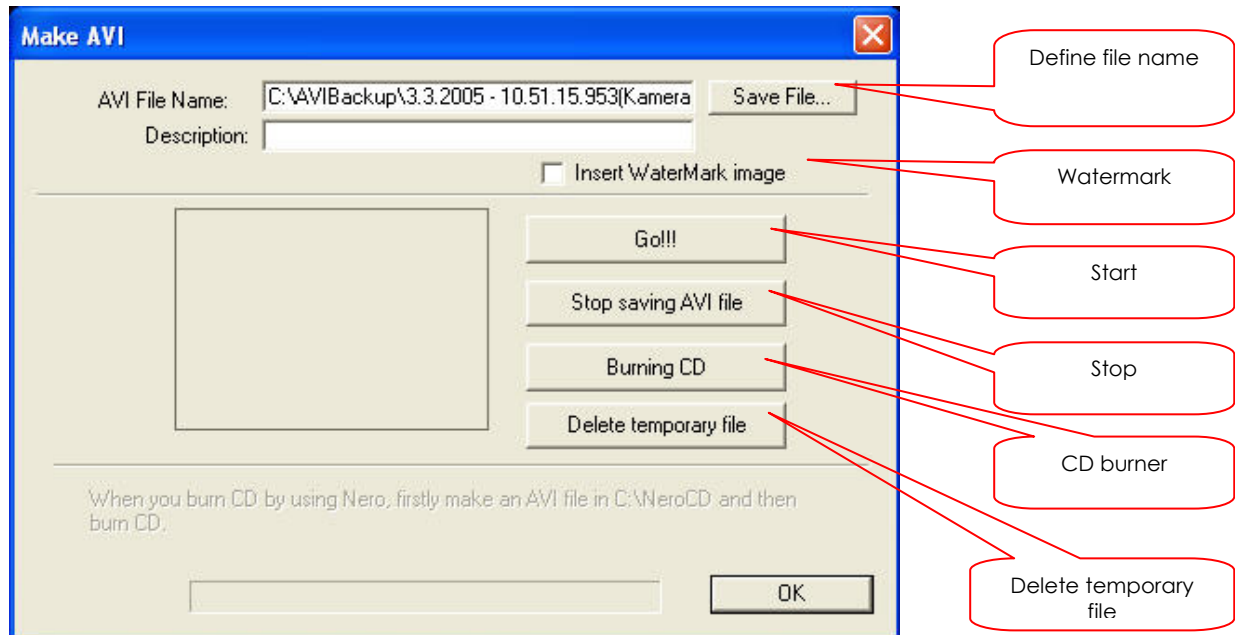 Make AVI
Define file name
AVI File Name:
C:\AVIBackup\3.3.2005 - 10.51.15.953(Kamera
Save File...
Description:
Insert WaterMark image
Watermark
Go!!!
Start
Stop saving AVI file
Stop
Burning CD
CD burner
Delete temporary file
When you burn CD by using Nero, firstly make an AVI file in C:\NeroCD and then
burn CD.
OK
Delete temporary
file